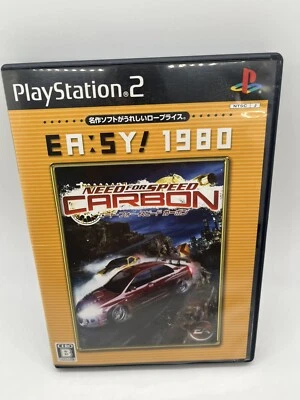 PlayStation 2
NTSC J
名作ソフトがうれしいロープライス。
EA:SY! 1980
NEED FOR SPEED
CARBON
ニード・フォー・スピード カーボン
EA
CERO
B